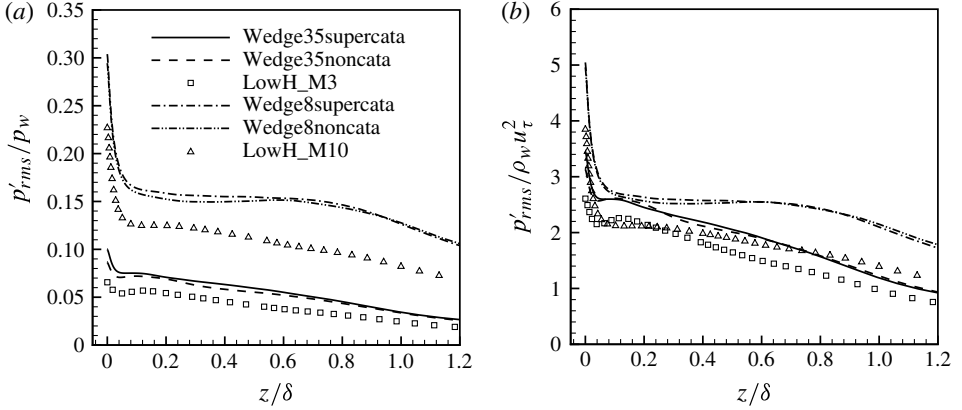 (a)
0.35
0.30
0.25
0.20
0.15
0.10
0.05
0
p′rms/pw
Wedge35supercata
Wedge35noncata
LowH_M3
Wedge8supercata
Wedge8noncata
LowH_M10
0 0.2 0.4 0.6 0.8 1.0 1.2
z/δ
(b)
6
5
4
3
2
1
0
p′rms/ρwu²τ
0 0.2 0.4 0.6 0.8 1.0 1.2
z/δ